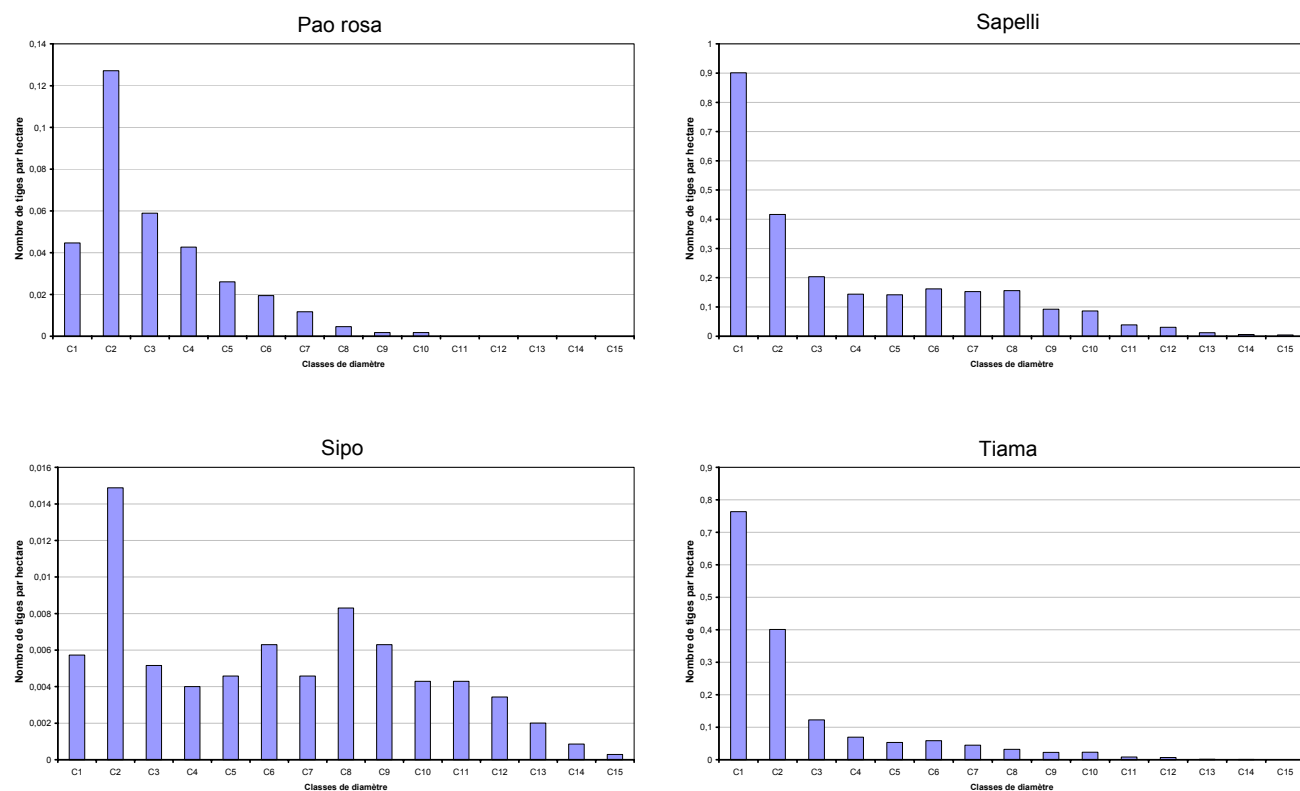 Pao rosa
0,14
0,12
0,1
0,08
0,06
0,04
0,02
0
Nombre de tiges par hectare
C1 C2 C3 C4 C5 C6 C7 C8 C9 C10 C11 C12 C13 C14 C15
Classes de diamètre
Sapelli
1
0,9
0,8
0,7
0,6
0,5
0,4
0,3
0,2
0,1
0
Nombre de tiges par hectare
C1 C2 C3 C4 C5 C6 C7 C8 C9 C10 C11 C12 C13 C14 C15
Classes de diamètre
Sipo
0,016
0,014
0,012
0,01
0,008
0,006
0,004
0,002
0
Nombre de tiges par hectare
C1 C2 C3 C4 C5 C6 C7 C8 C9 C10 C11 C12 C13 C14 C15
Classes de diamètre
Tiama
0,9
0,8
0,7
0,6
0,5
0,4
0,3
0,2
0,1
0
Nombre de tiges par hectare
C1 C2 C3 C4 C5 C6 C7 C8 C9 C10 C11 C12 C13 C14 C15
Classes de diamètre